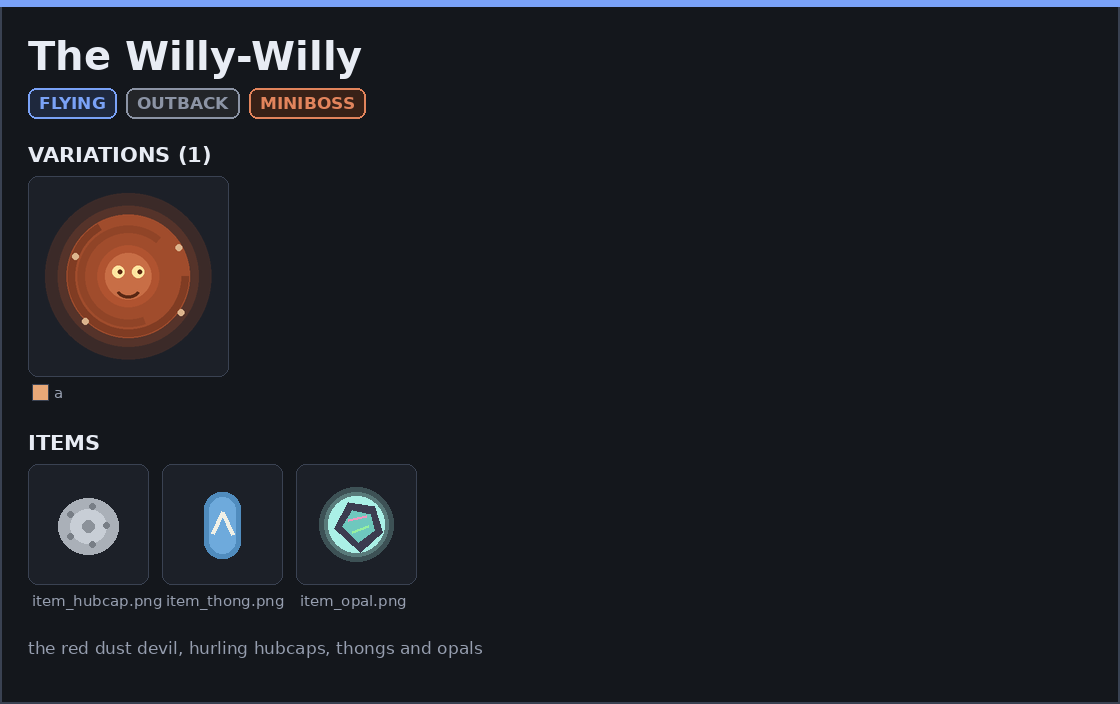 The Willy-Willy
FLYING OUTBACK MINIBOSS
VARIATIONS (1)
a
ITEMS
item_hubcap.png item_thong.png item_opal.png
the red dust devil, hurling hubcaps, thongs and opals